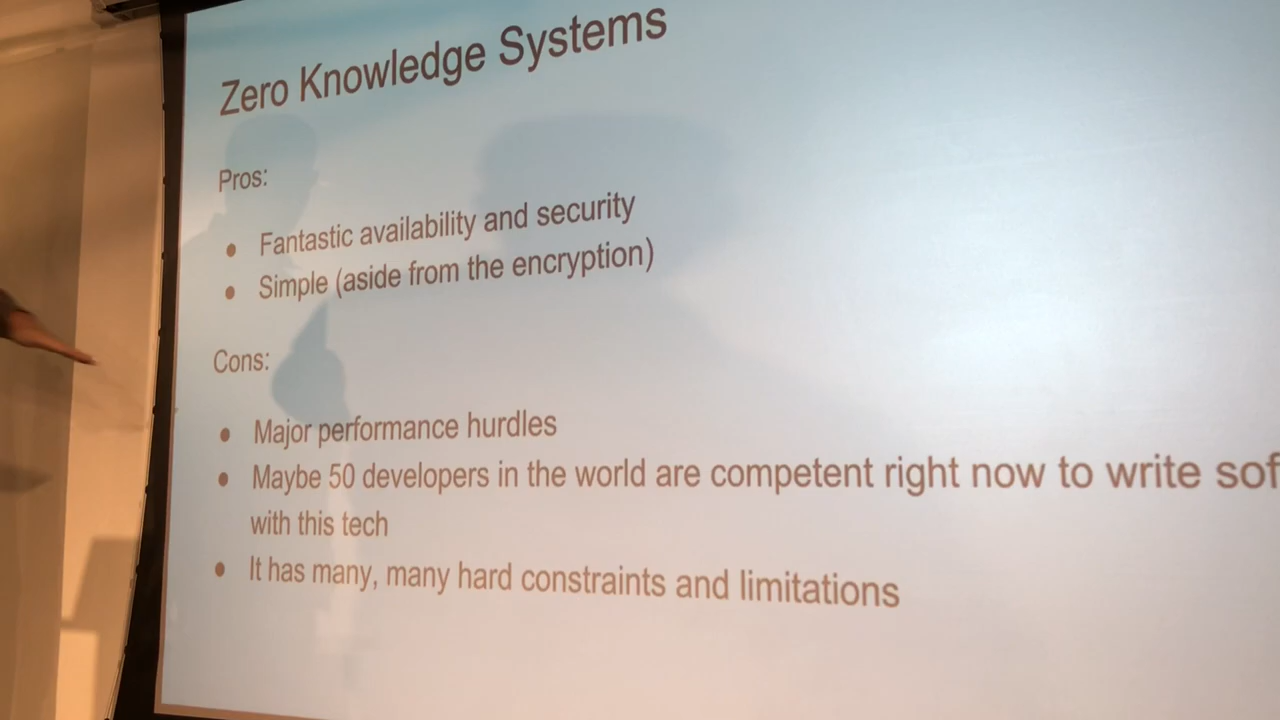 Zero Knowledge Systems
Pros:
● Fantastic availability and security
● Simple (aside from the encryption)
Cons:
● Major performance hurdles
● Maybe 50 developers in the world are competent right now to write
with this tech
● It has many, many hard constraints and limitations